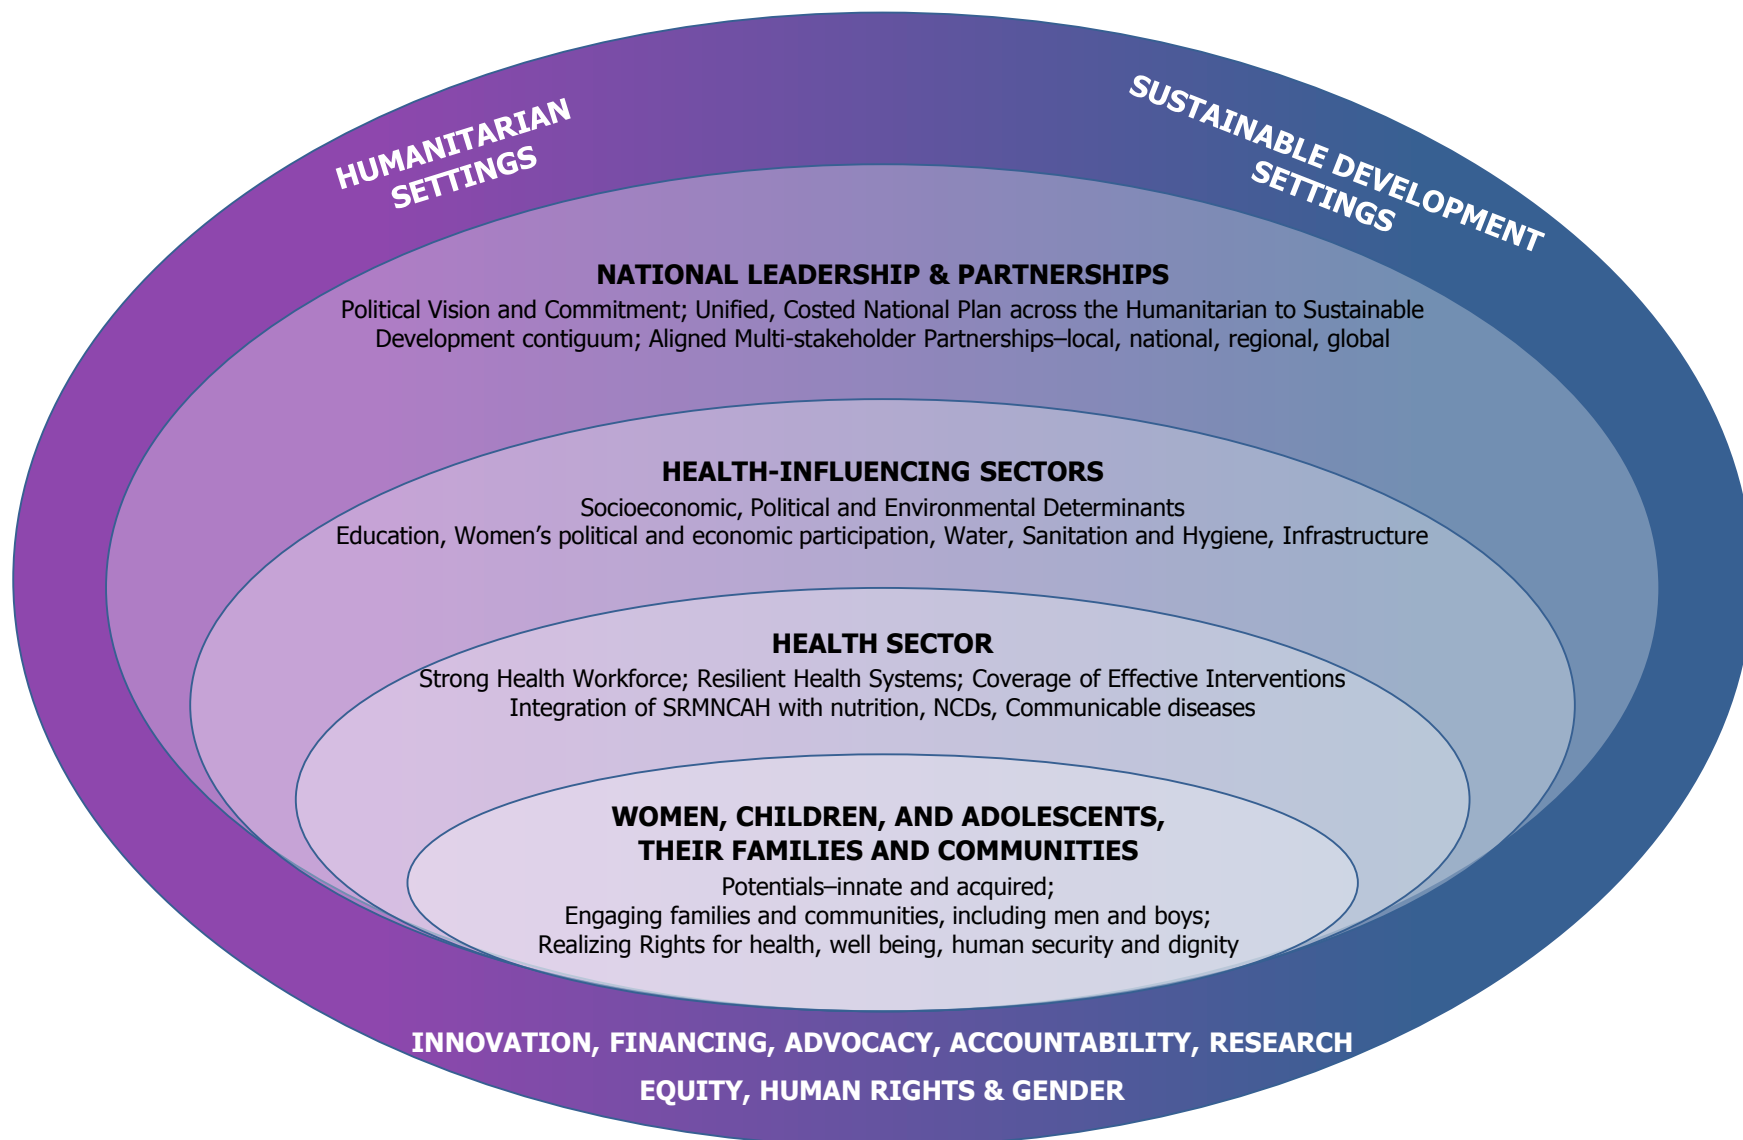 HUMANITARIAN
SETTINGS
SUSTAINABLE DEVELOPMENT
SETTINGS
NATIONAL LEADERSHIP & PARTNERSHIPS
Political Vision and Commitment; Unified, Costed National Plan across the Humanitarian to Sustainable
Development contiguum; Aligned Multi-stakeholder Partnerships–local, national, regional, global
HEALTH-INFLUENCING SECTORS
Socioeconomic, Political and Environmental Determinants
Education, Women’s political and economic participation, Water, Sanitation and Hygiene, Infrastructure
HEALTH SECTOR
Strong Health Workforce; Resilient Health Systems; Coverage of Effective Interventions
Integration of SRMNCAH with nutrition, NCDs, Communicable diseases
WOMEN, CHILDREN, AND ADOLESCENTS,
THEIR FAMILIES AND COMMUNITIES
Potentials–innate and acquired;
Engaging families and communities, including men and boys;
Realizing Rights for health, well being, human security and dignity
INNOVATION, FINANCING, ADVOCACY, ACCOUNTABILITY, RESEARCH
EQUITY, HUMAN RIGHTS & GENDER